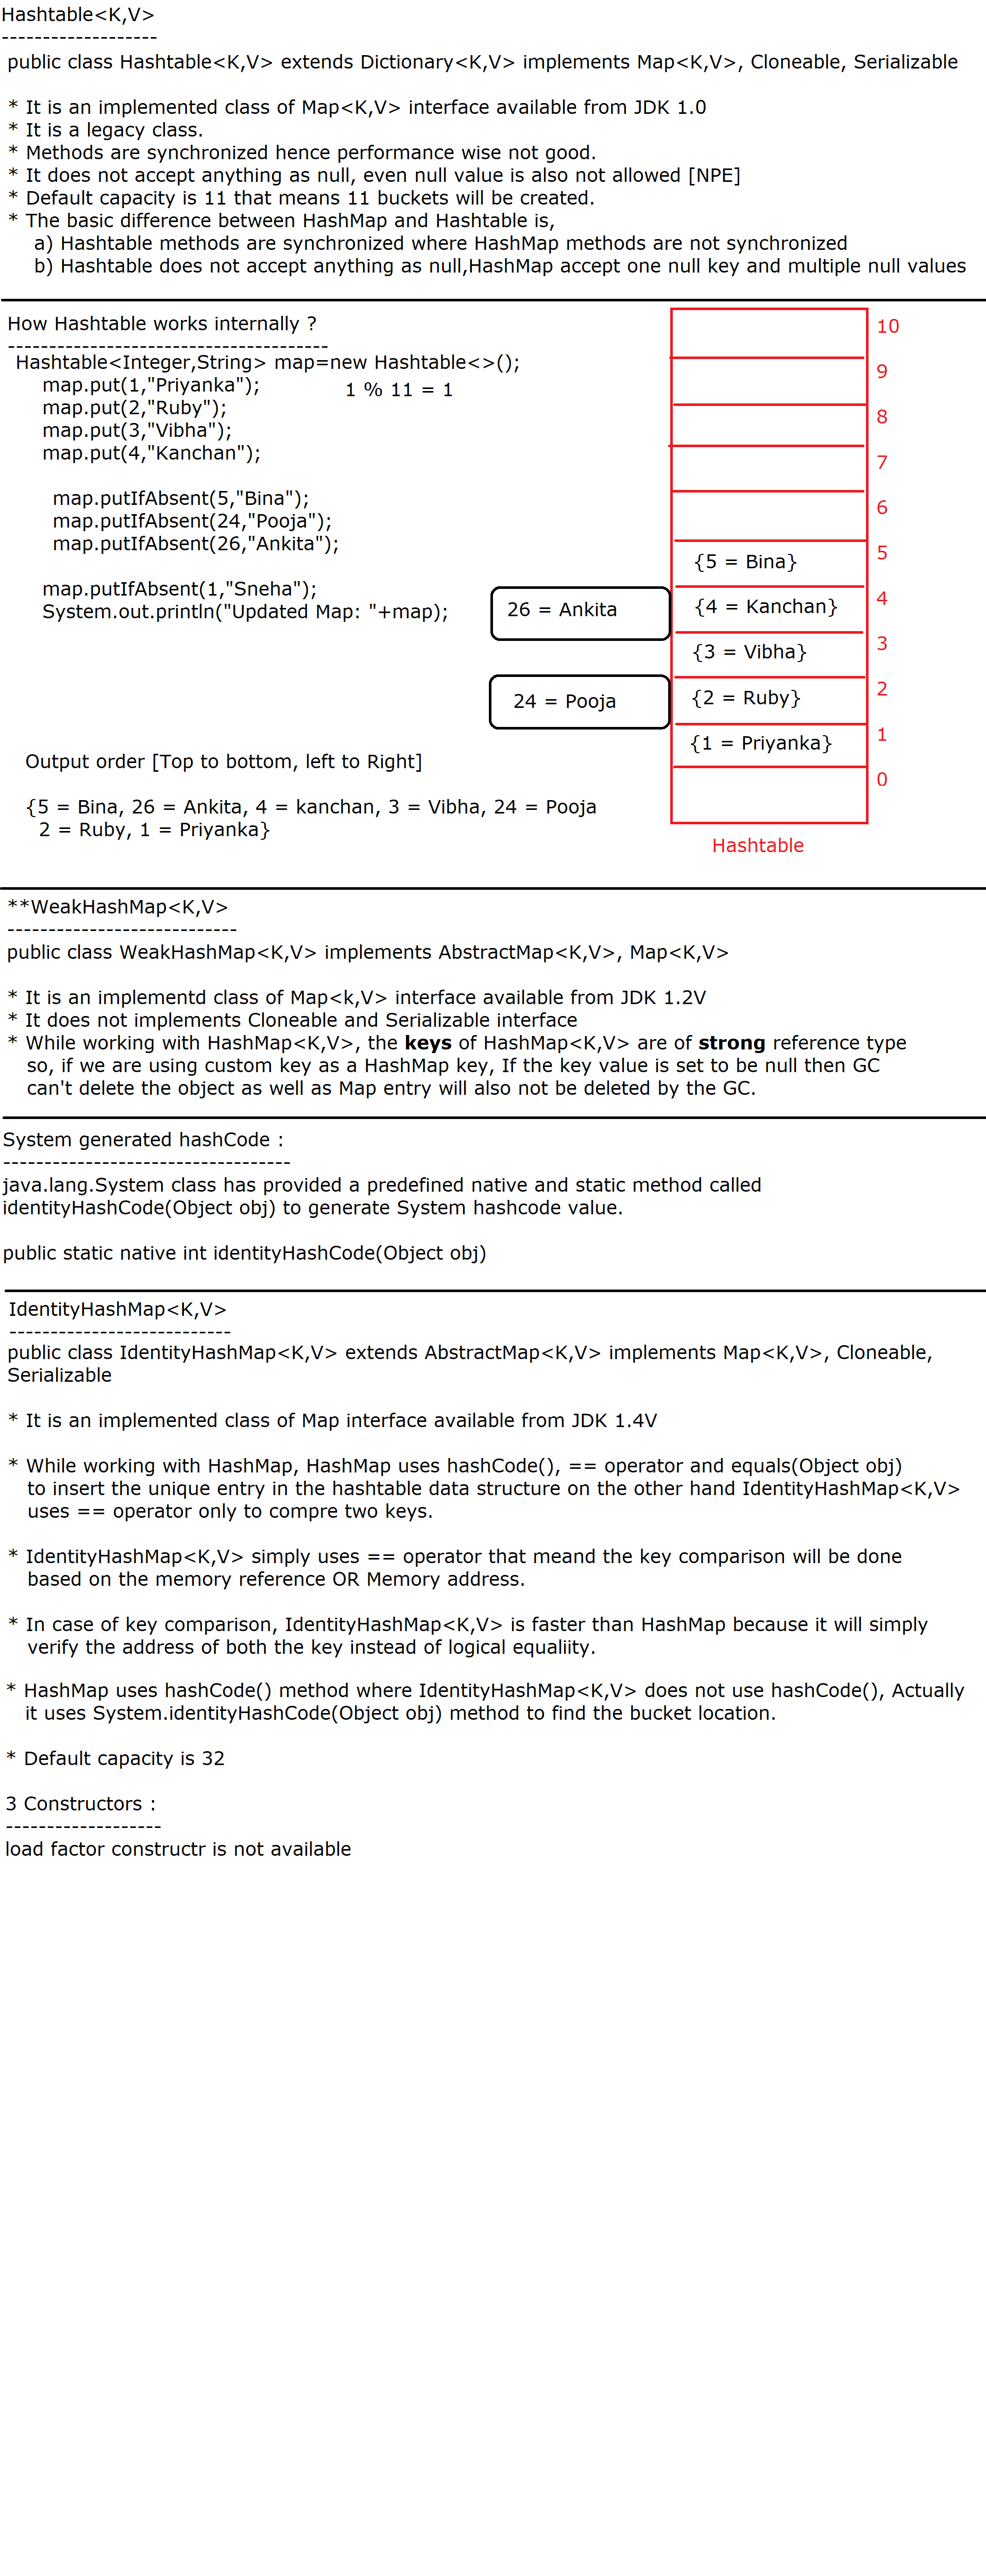 Hashtable<K,V>
-------------------
public class Hashtable<K,V> extends Dictionary<K,V> implements Map<K,V>, Cloneable, Serializable
* It is an implemented class of Map<K,V> interface available from JDK 1.0
* It is a legacy class.
* Methods are synchronized hence performance wise not good.
* It does not accept anything as null, even null value is also not allowed [NPE]
* Default capacity is 11 that means 11 buckets will be created.
* The basic difference between HashMap and Hashtable is,
a) Hashtable methods are synchronized where HashMap methods are not synchronized
b) Hashtable does not accept anything as null,HashMap accept one null key and multiple null values
How Hashtable works internally ?
---------------------------------------
Hashtable<Integer,String> map=new Hashtable<>();
map.put(1,"Priyanka");
1 % 11 = 1
map.put(2,"Ruby");
map.put(3,"Vibha");
map.put(4,"Kanchan");
map.putIfAbsent(5,"Bina");
map.putIfAbsent(24,"Pooja");
map.putIfAbsent(26,"Ankita");
map.putIfAbsent(1,"Sneha");
System.out.println("Updated Map: "+map);
10
9
8
7
6
{5 = Bina}
5
26 = Ankita
{4 = Kanchan}
4
{3 = Vibha}
3
24 = Pooja
{2 = Ruby}
2
{1 = Priyanka}
1
0
Hashtable
Output order [Top to bottom, left to Right]
{5 = Bina, 26 = Ankita, 4 = kanchan, 3 = Vibha, 24 = Pooja
2 = Ruby, 1 = Priyanka}
**WeakHashMap<K,V>
----------------------------
public class WeakHashMap<K,V> implements AbstractMap<K,V>, Map<K,V>
* It is an implementd class of Map<k,V> interface available from JDK 1.2V
* It does not implements Cloneable and Serializable interface
* While working with HashMap<K,V>, the keys of HashMap<K,V> are of strong reference type
so, if we are using custom key as a HashMap key, If the key value is set to be null then GC
can't delete the object as well as Map entry will also not be deleted by the GC.
System generated hashCode :
-----------------------------------
java.lang.System class has provided a predefined native and static method called
identityHashCode(Object obj) to generate System hashcode value.
public static native int identityHashCode(Object obj)
IdentityHashMap<K,V>
---------------------------
public class IdentityHashMap<K,V> extends AbstractMap<K,V> implements Map<K,V>, Cloneable,
Serializable
* It is an implemented class of Map interface available from JDK 1.4V
* While working with HashMap, HashMap uses hashCode(), == operator and equals(Object obj)
to insert the unique entry in the hashtable data structure on the other hand IdentityHashMap<K,V>
uses == operator only to compre two keys.
* IdentityHashMap<K,V> simply uses == operator that meand the key comparison will be done
based on the memory reference OR Memory address.
* In case of key comparison, IdentityHashMap<K,V> is faster than HashMap because it will simply
verify the address of both the key instead of logical equaliity.
* HashMap uses hashCode() method where IdentityHashMap<K,V> does not use hashCode(), Actually
it uses System.identityHashCode(Object obj) method to find the bucket location.
* Default capacity is 32
3 Constructors :
-------------------
load factor constructr is not available